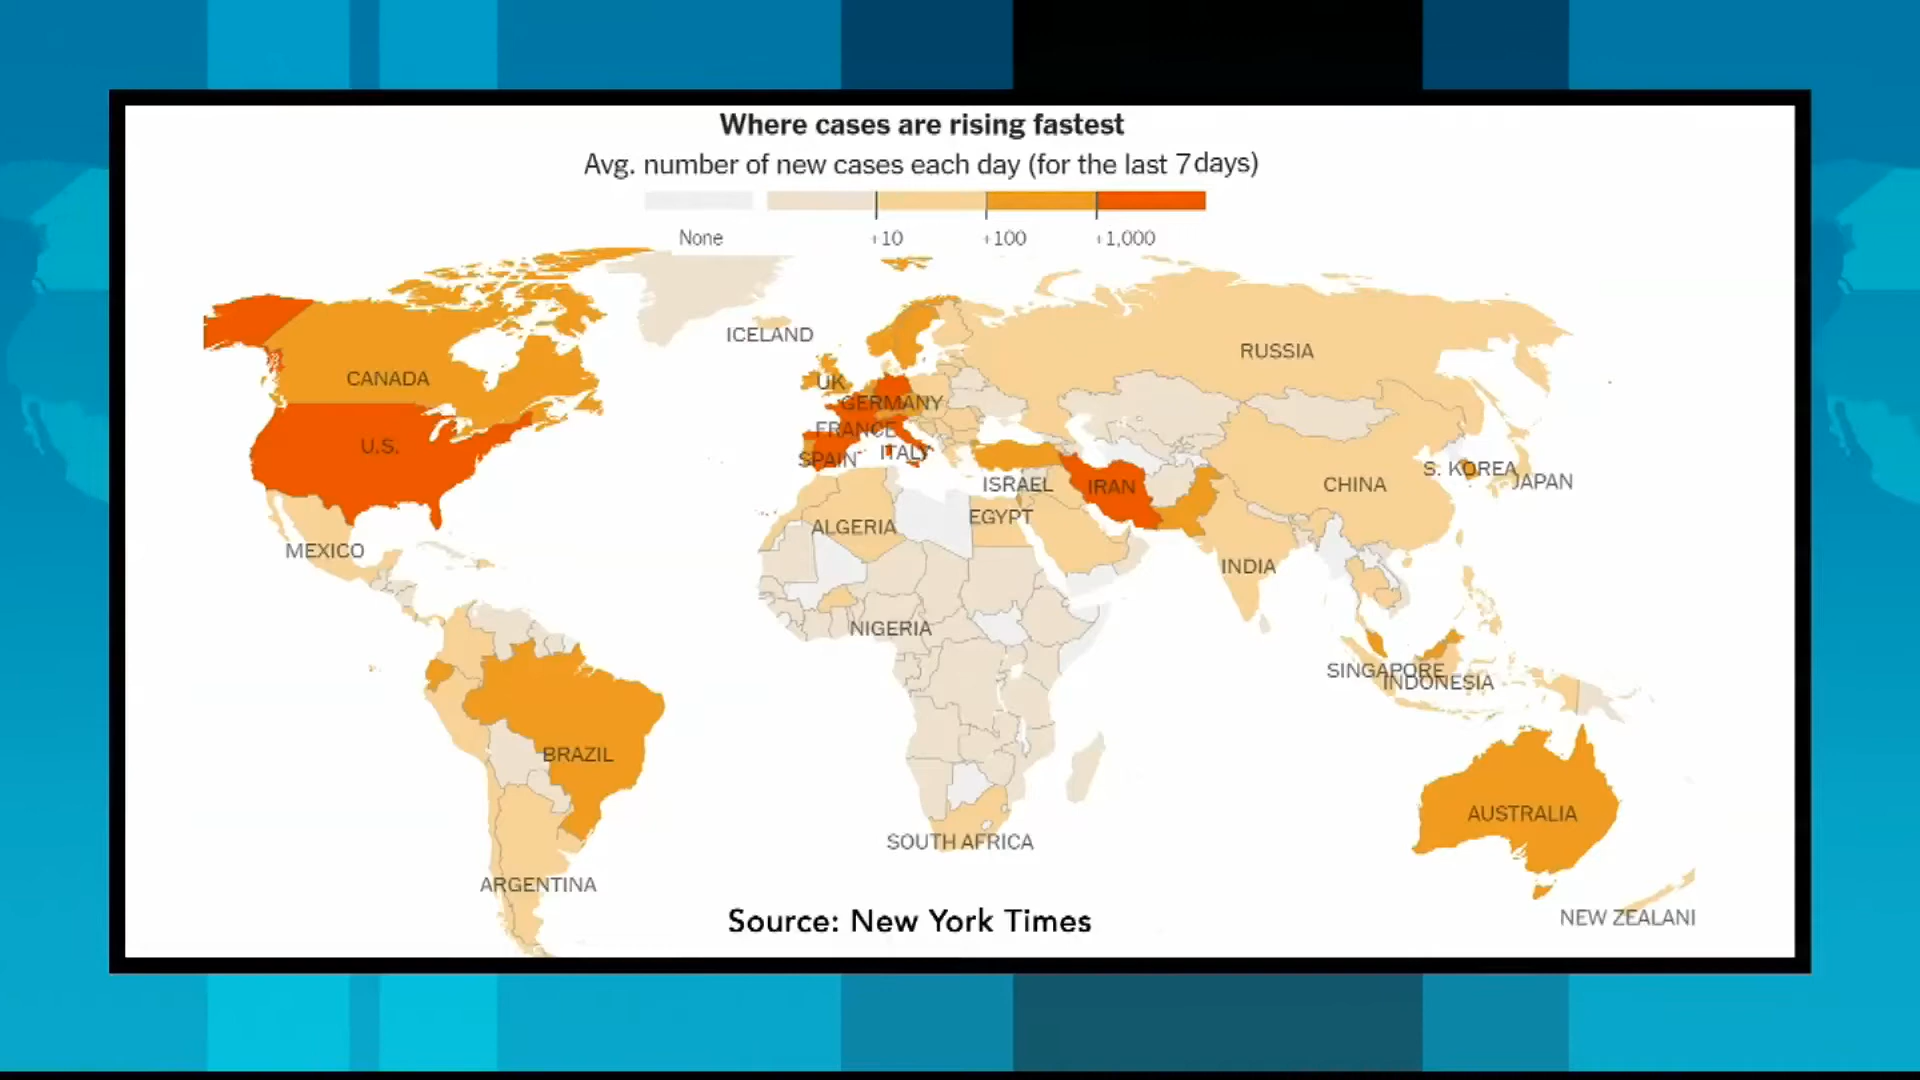 Where cases are rising fastest
Avg. number of new cases each day (for the last 7 days)
None
+10
+100
+1,000
ICELAND
RUSSIA
CANADA
UK
GERMANY
U.S.
FRANCE
SPAIN
ITALY
ISRAEL
IRAN
CHINA
S. KOREA
JAPAN
ALGERIA
EGYPT
MEXICO
INDIA
NIGERIA
SINGAPORE
INDONESIA
BRAZIL
AUSTRALIA
SOUTH AFRICA
ARGENTINA
Source: New York Times
NEW ZEALANI